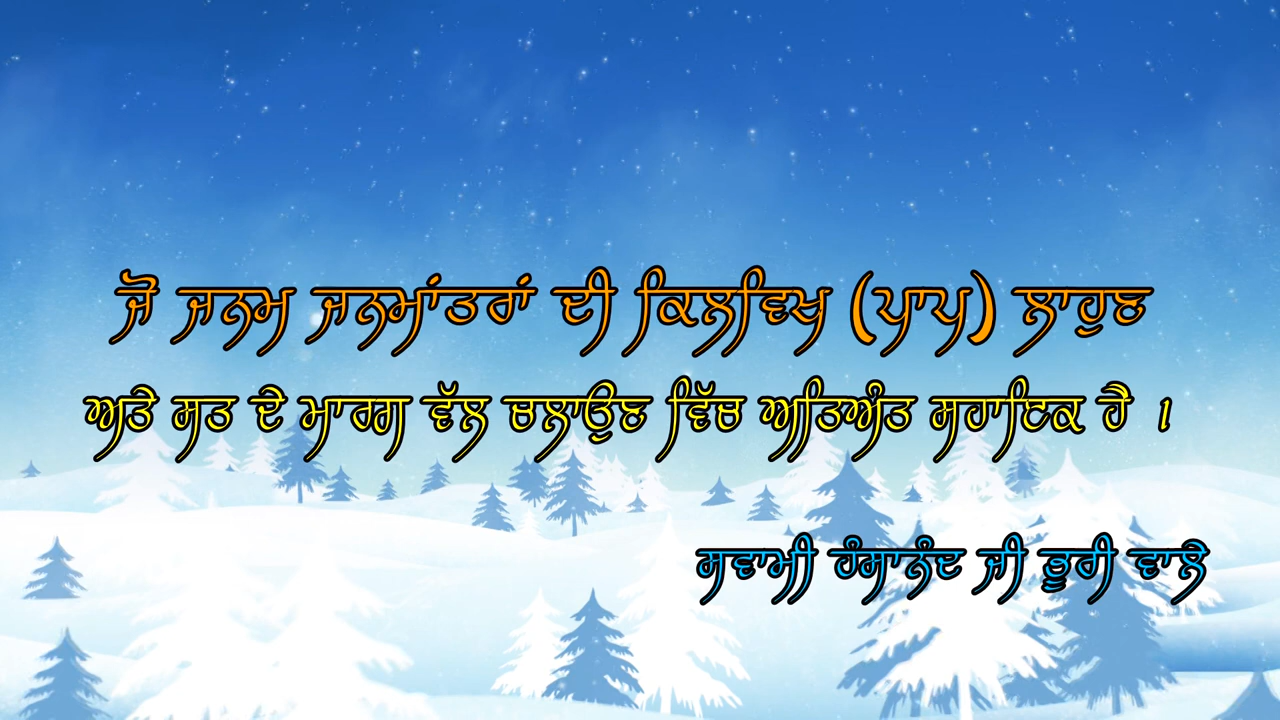 ਜੋ ਜਨਮ ਜਨਮਾਂਤਰਾਂ ਦੀ ਕਿਲਵਿਖ (ਪਾਪ) ਲਾਹੁਣ
ਅਤੇ ਸਤ ਦੇ ਮਾਰਗ ਵੱਲ ਚਲਾਉਣ ਵਿੱਚ ਅਤਿਅੰਤ ਸਹਾਇਕ ਹੈ ।
ਸਵਾਮੀ ਹੰਸਾਨੰਦ ਜੀ ਭੂਰੀ ਵਾਲੇ